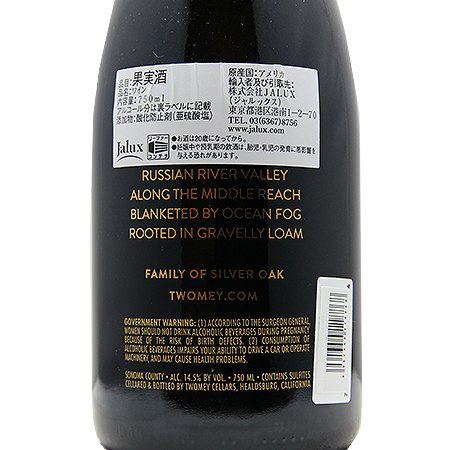 品目:果実酒
品名:ワイン
内容量:750ml
アルコール分は裏ラベルに記載
添加物:酸化防止剤(亜硫酸塩)
原産国:アメリカ
輸入者及び引取先:
株式会社JALUX
(ジャルックス)
東京都港区港南1-2-70
TEL.03(6367)8756
www.jalux.com
Jalux
●お酒は20歳になってから。
●妊娠中や授乳期の飲酒は、胎児・乳児の発育に悪影響を
与える恐れがあります。
RUSSIAN RIVER VALLEY
ALONG THE MIDDLE REACH
BLANKETED BY OCEAN FOG
ROOTED IN GRAVELLY LOAM
FAMILY OF SILVER OAK
TWOMEY.COM
GOVERNMENT WARNING: (1) ACCORDING TO THE SURGEON GENERAL,
WOMEN SHOULD NOT DRINK ALCOHOLIC BEVERAGES DURING PREGNANCY
BECAUSE OF THE RISK OF BIRTH DEFECTS. (2) CONSUMPTION OF
ALCOHOLIC BEVERAGES IMPAIRS YOUR ABILITY TO DRIVE A CAR OR OPERATE
MACHINERY, AND MAY CAUSE HEALTH PROBLEMS.
SONOMA COUNTY • ALC. 14.5% BY VOL. • 750 ML • CONTAINS SULFITES
CELLARED & BOTTLED BY TWOMEY CELLARS, HEALDSBURG, CALIFORNIA